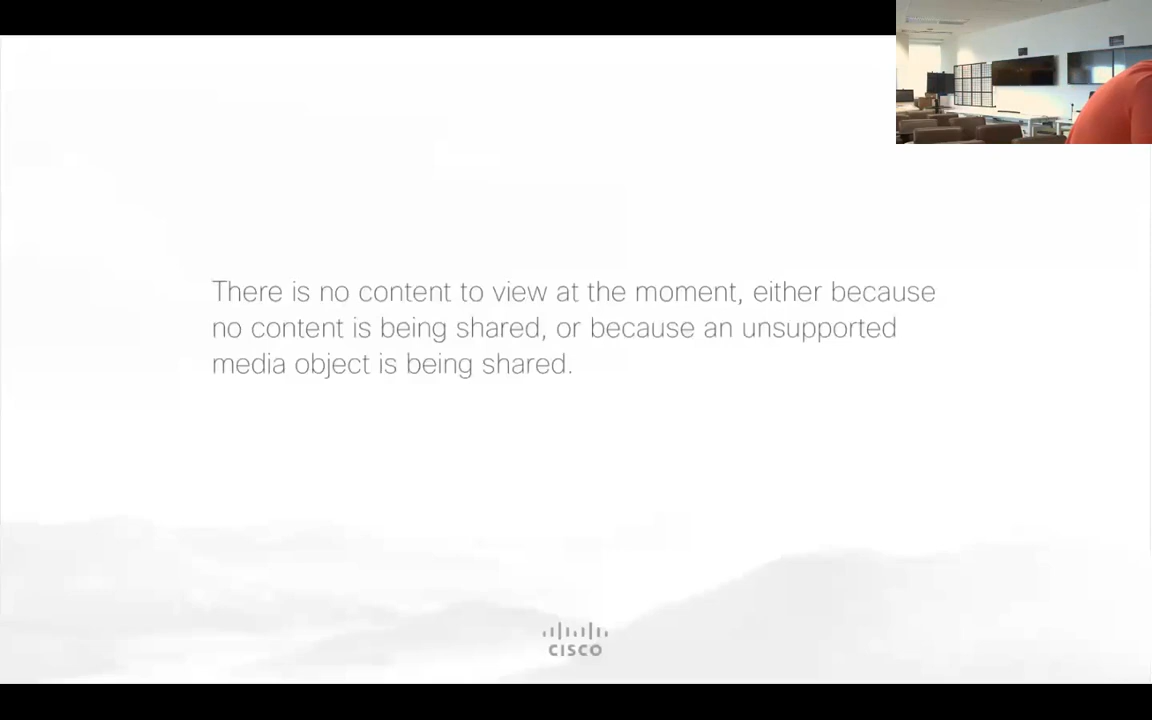 There is no content to view at the moment, either because
no content is being shared, or because an unsupported
media object is being shared.
CISCO